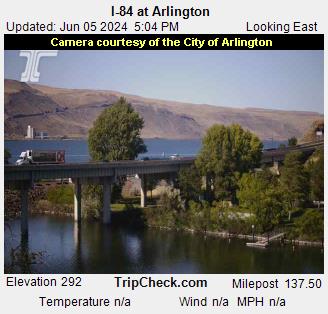 I-84 at Arlington
Updated: Jun 05 2024 5:04 PM Looking East
Camera courtesy of the City of Arlington
Elevation 292 TripCheck.com Milepost 137.50
Temperature n/a Wind n/a MPH n/a